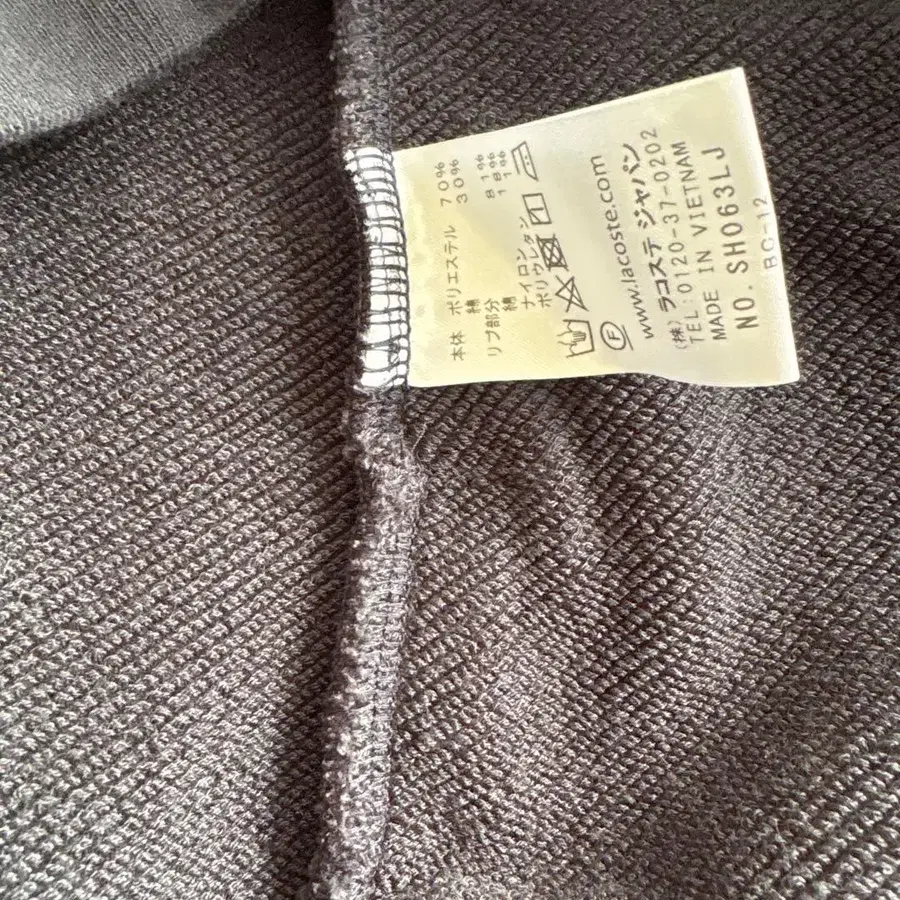 本体 ポリエステル 70%
綿 30%
リブ部分
綿 81%
ナイロン 18%
ポリウレタン 1%
F
www.lacoste.com
(株) ラコステ ジャパン
TEL:0120-37-0202
MADE IN VIETNAM
NO. SH063LJ
BC-12